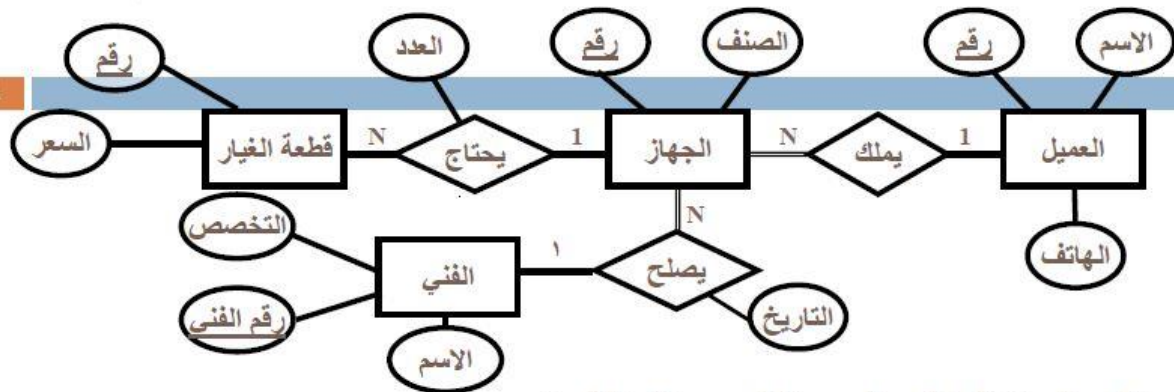 الاسم
رقم
الصنف
رقم
العدد
رقم
العميل
1
يملك
N
الجهاز
1
يحتاج
N
قطعة الغيار
السعر
الهاتف
N
يصلح
١
الفني
التخصص
رقم الفني
الاسم
التاريخ